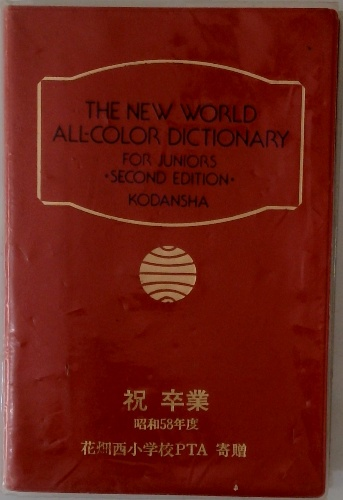 THE NEW WORLD
ALL-COLOR DICTIONARY
FOR JUNIORS
•SECOND EDITION•
KODANSHA
祝 卒業
昭和58年度
花畑西小学校PTA 寄贈